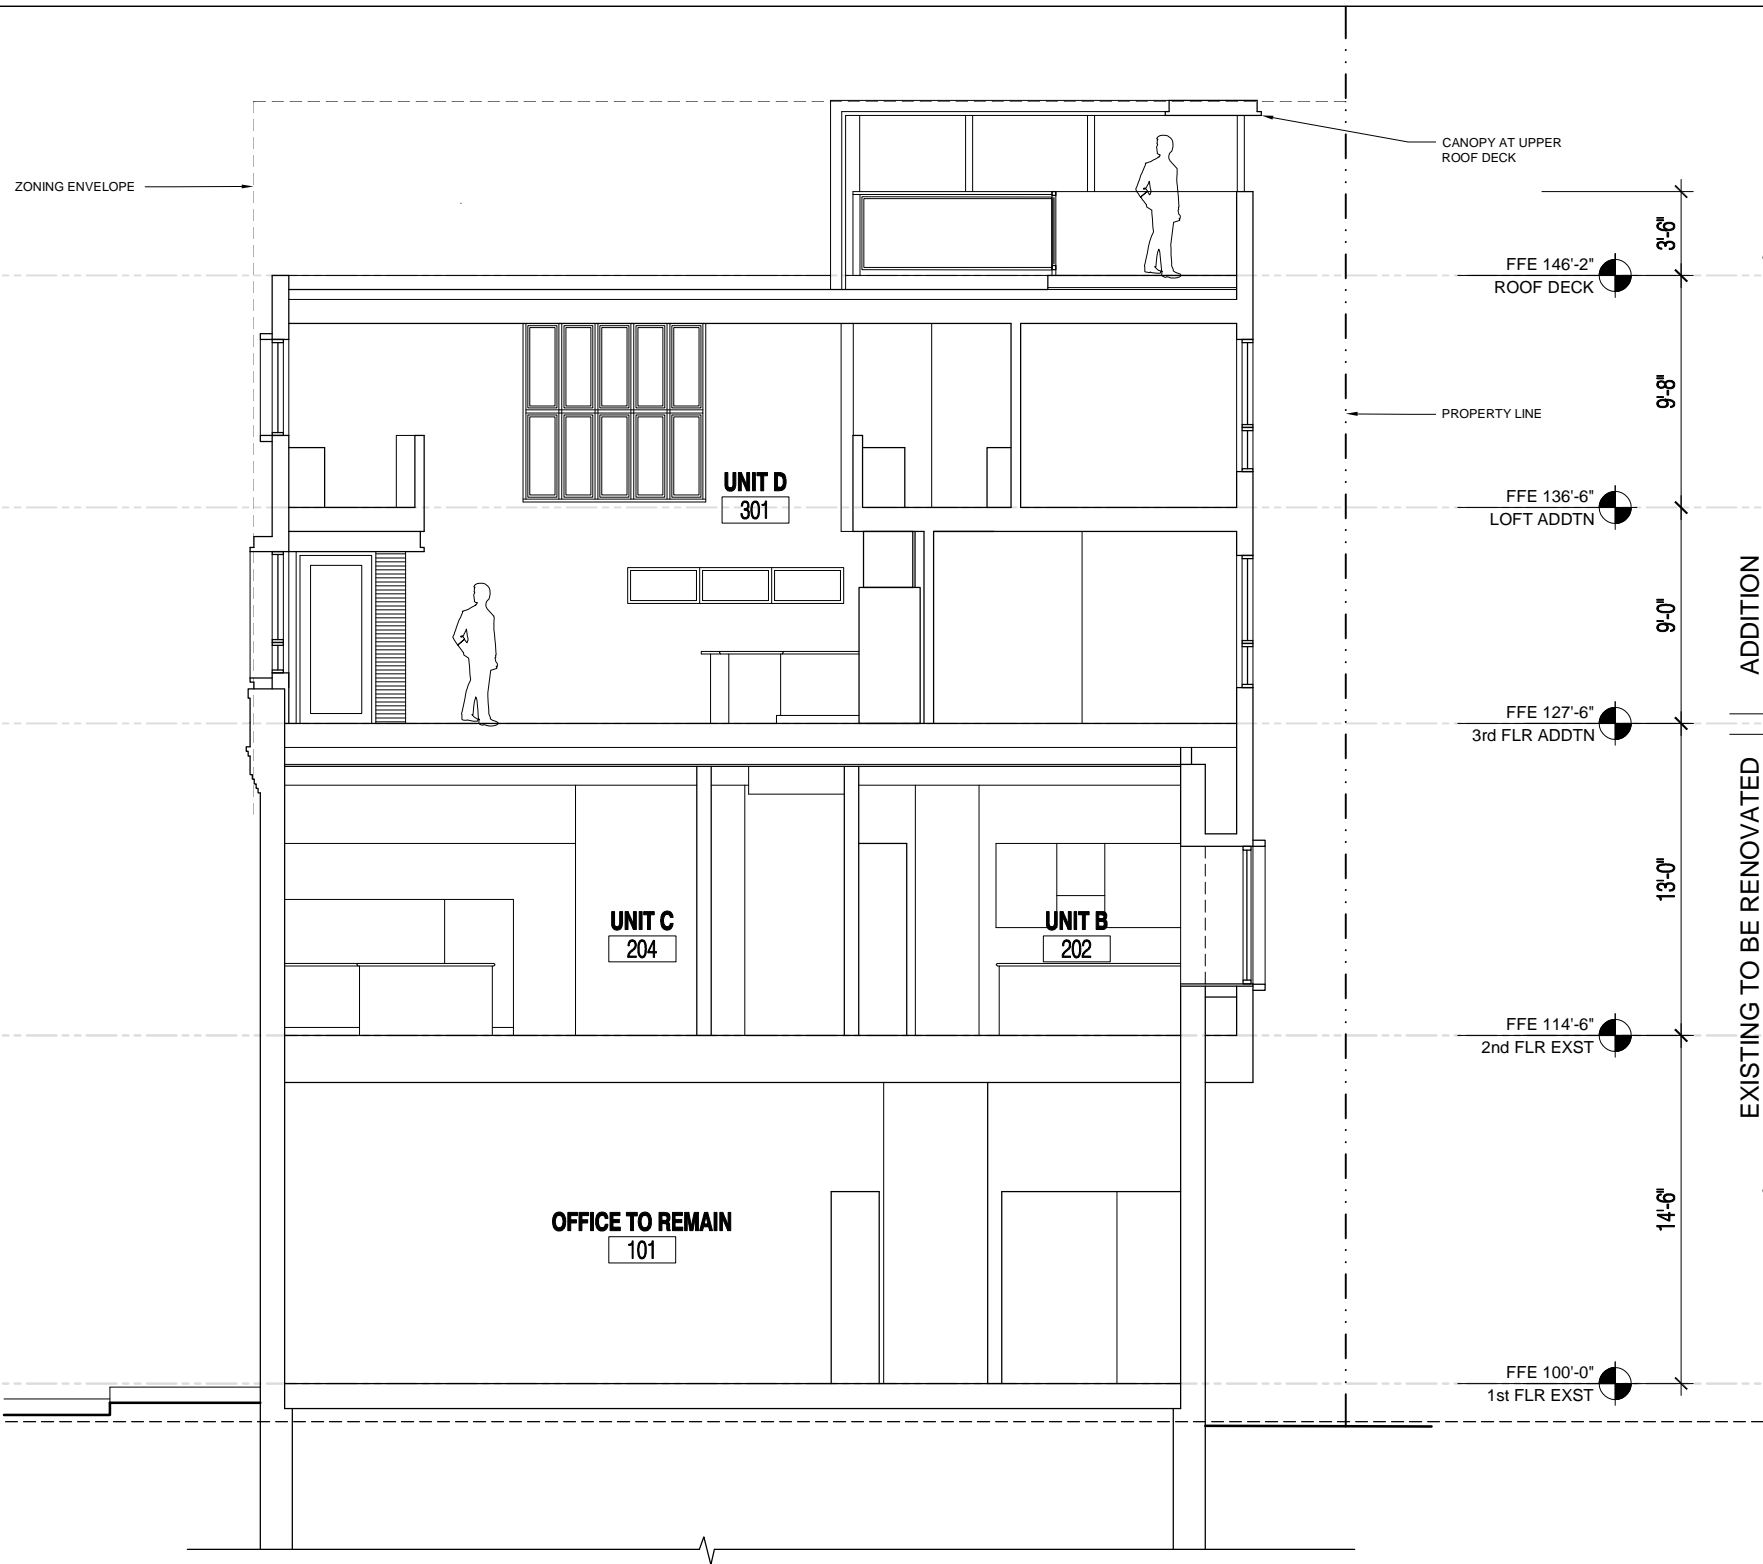 CANOPY AT UPPER
ROOF DECK
ZONING ENVELOPE
3'-6"
FFE 146'-2"
ROOF DECK
9'-8"
PROPERTY LINE
UNIT D
301
FFE 136'-6"
LOFT ADDTN
9'-0"
ADDITION
FFE 127'-6"
3rd FLR ADDTN
13'-0"
EXISTING TO BE RENOVATED
UNIT C
204
UNIT B
202
FFE 114'-6"
2nd FLR EXST
14'-6"
OFFICE TO REMAIN
101
FFE 100'-0"
1st FLR EXST